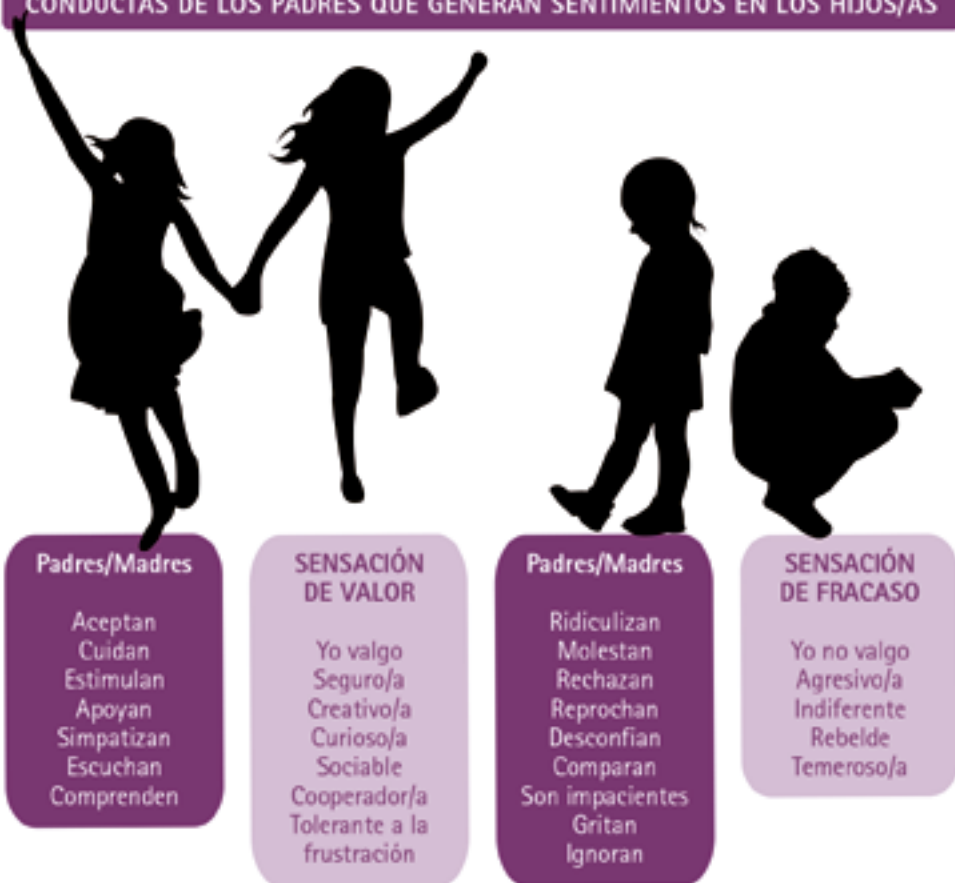 CONDUCTAS DE LOS PADRES QUE GENERAN SENTIMIENTOS EN LOS HIJOS/AS
Padres/Madres
Aceptan
Cuidan
Estimulan
Apoyan
Simpatizan
Escuchan
Comprenden
SENSACIÓN
DE VALOR
Yo valgo
Seguro/a
Creativo/a
Curioso/a
Sociable
Cooperador/a
Tolerante a la
frustración
Padres/Madres
Ridiculizan
Molestan
Rechazan
Reprochan
Desconfian
Comparan
Son impacientes
Gritan
Ignoran
SENSACIÓN
DE FRACASO
Yo no valgo
Agresivo/a
Indiferente
Rebelde
Temeroso/a